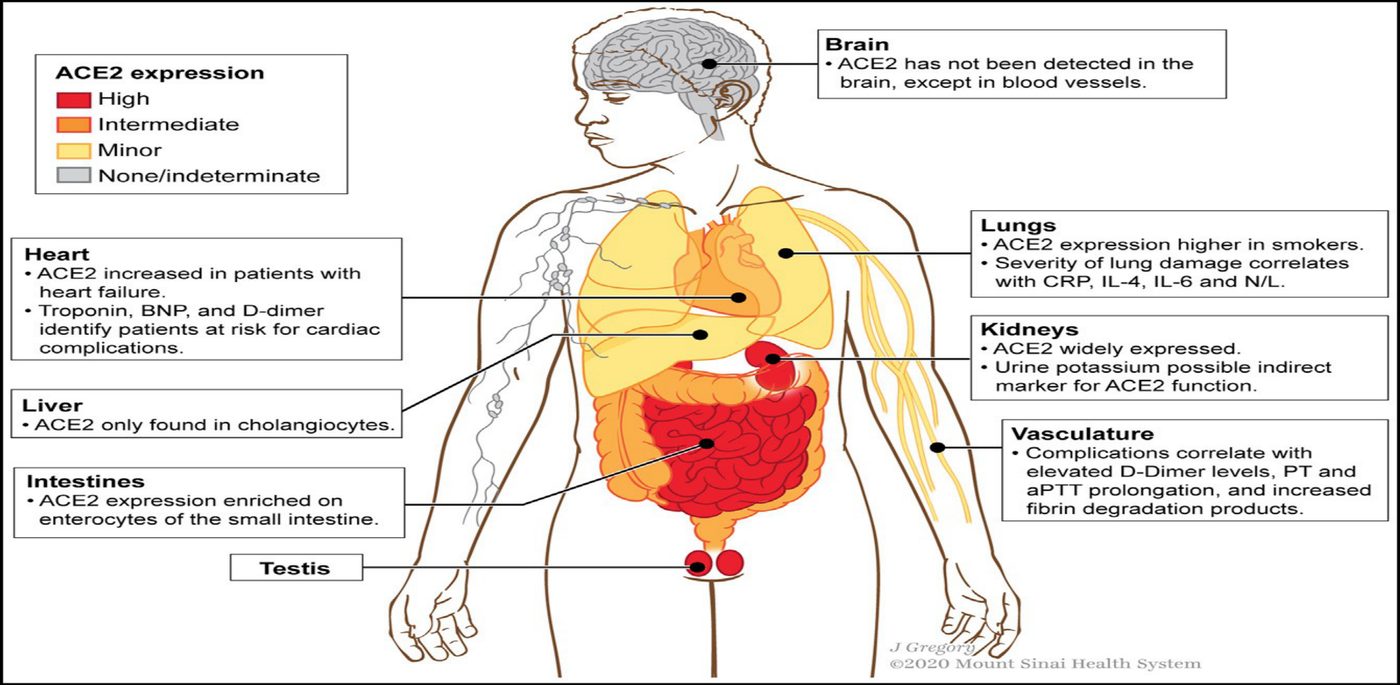 ACE2 expression
High
Intermediate
Minor
None/indeterminate
Brain
• ACE2 has not been detected in the
brain, except in blood vessels.
Heart
• ACE2 increased in patients with
heart failure.
• Troponin, BNP, and D-dimer
identify patients at risk for cardiac
complications.
Lungs
• ACE2 expression higher in smokers.
• Severity of lung damage correlates
with CRP, IL-4, IL-6 and N/L.
Kidneys
• ACE2 widely expressed.
• Urine potassium possible indirect
marker for ACE2 function.
Liver
• ACE2 only found in cholangiocytes.
Vasculature
• Complications correlate with
elevated D-Dimer levels, PT and
aPTT prolongation, and increased
fibrin degradation products.
Intestines
• ACE2 expression enriched on
enterocytes of the small intestine.
Testis
J Gregory
©2020 Mount Sinai Health System